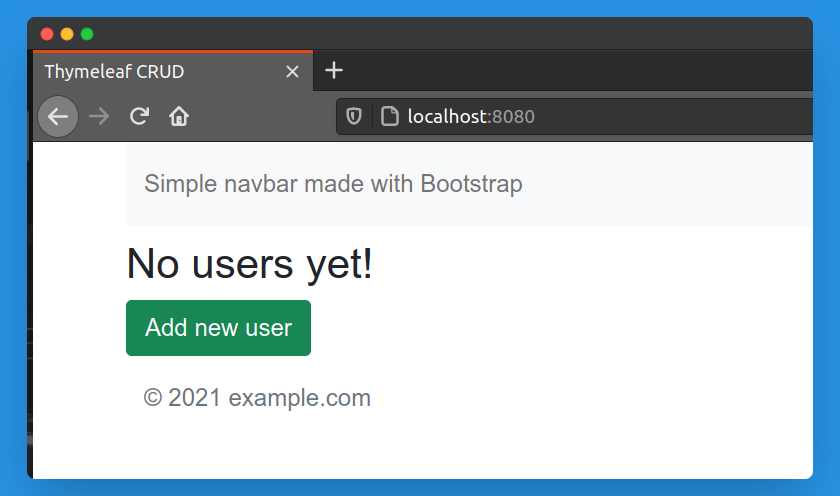 Thymeleaf CRUD
localhost:8080
Simple navbar made with Bootstrap
No users yet!
Add new user
© 2021 example.com